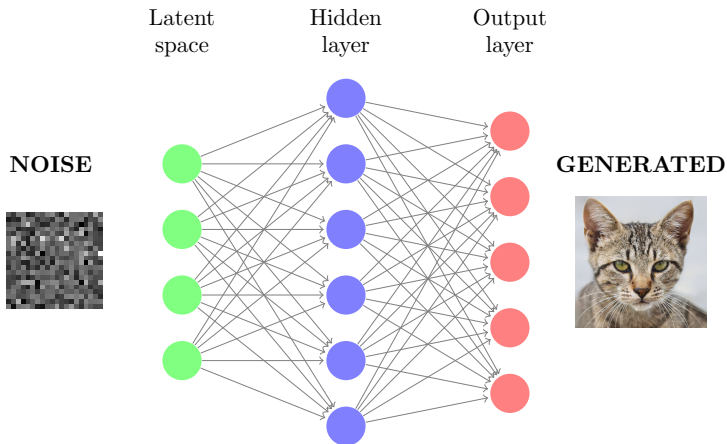 Latent
space
Hidden
layer
Output
layer
NOISE
GENERATED